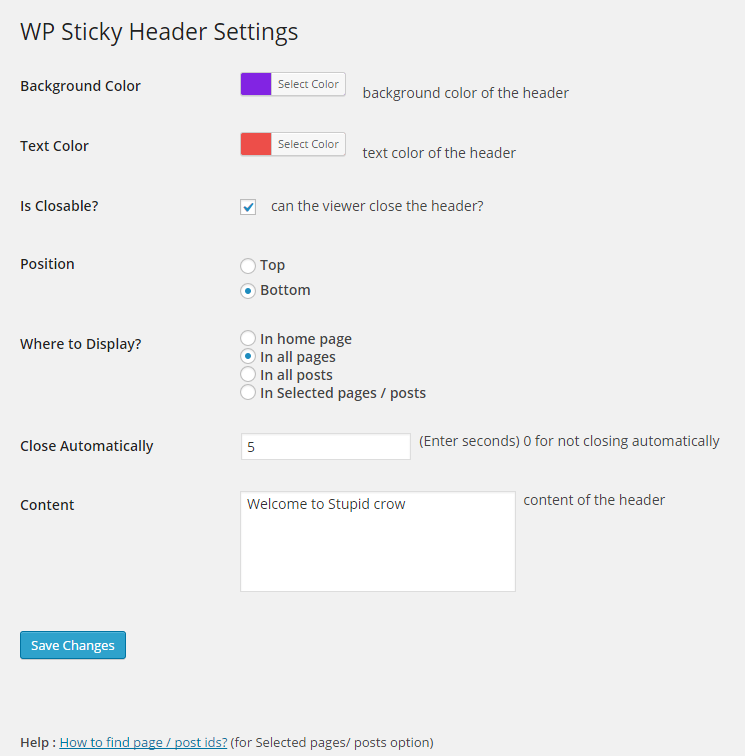 WP Sticky Header Settings
Background Color Select Color background color of the header
Text Color Select Color text color of the header
Is Closable? can the viewer close the header?
Position Top
Bottom
Where to Display? In home page
In all pages
In all posts
In Selected pages / posts
Close Automatically 5 (Enter seconds) 0 for not closing automatically
Content Welcome to Stupid crow content of the header
Save Changes
Help : How to find page / post ids? (for Selected pages/ posts option)